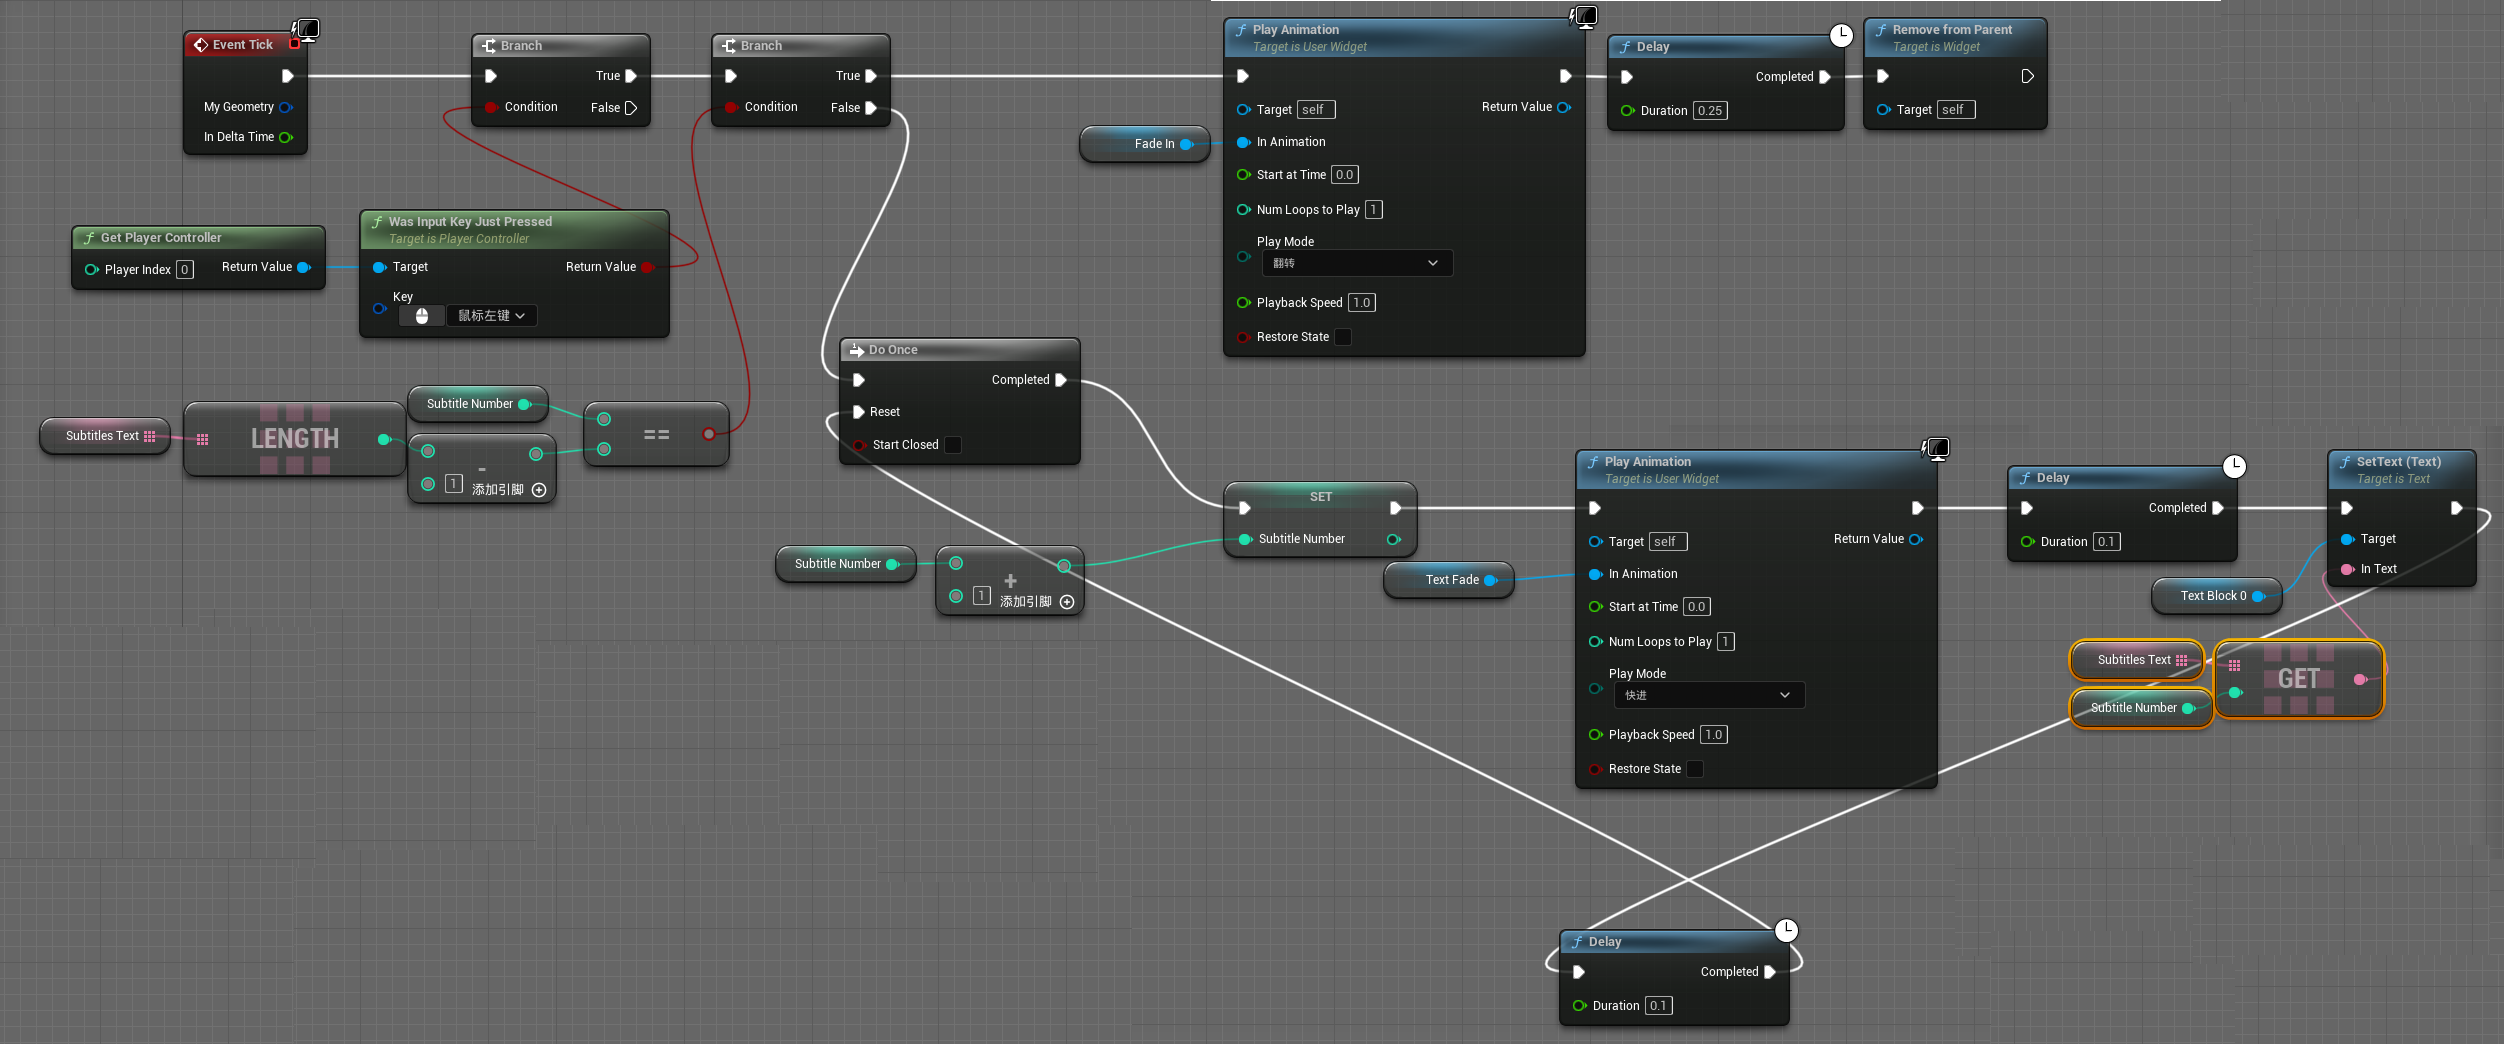 Event Tick
My Geometry
In Delta Time
Branch
True
Condition
False
Branch
True
Condition
False
Play Animation
Target is User Widget
Target self
Return Value
In Animation
Start at Time 0.0
Num Loops to Play 1
Play Mode
翻转
Playback Speed 1.0
Restore State
Fade In
Delay
Completed
Duration 0.25
Remove from Parent
Target is Widget
Target self
Get Player Controller
Player Index 0
Return Value
Was Input Key Just Pressed
Target is Player Controller
Target
Return Value
Key
鼠标左键
Subtitles Text
LENGTH
Subtitle Number
-
1 添加引脚
==
Do Once
Completed
Reset
Start Closed
Subtitle Number
+
1 添加引脚
SET
Subtitle Number
Text Fade
Play Animation
Target is User Widget
Target self
Return Value
In Animation
Start at Time 0.0
Num Loops to Play 1
Play Mode
快进
Playback Speed 1.0
Restore State
Delay
Completed
Duration 0.1
SetText (Text)
Target is Text
Target
In Text
Text Block 0
Subtitles Text
Subtitle Number
GET
Delay
Completed
Duration 0.1